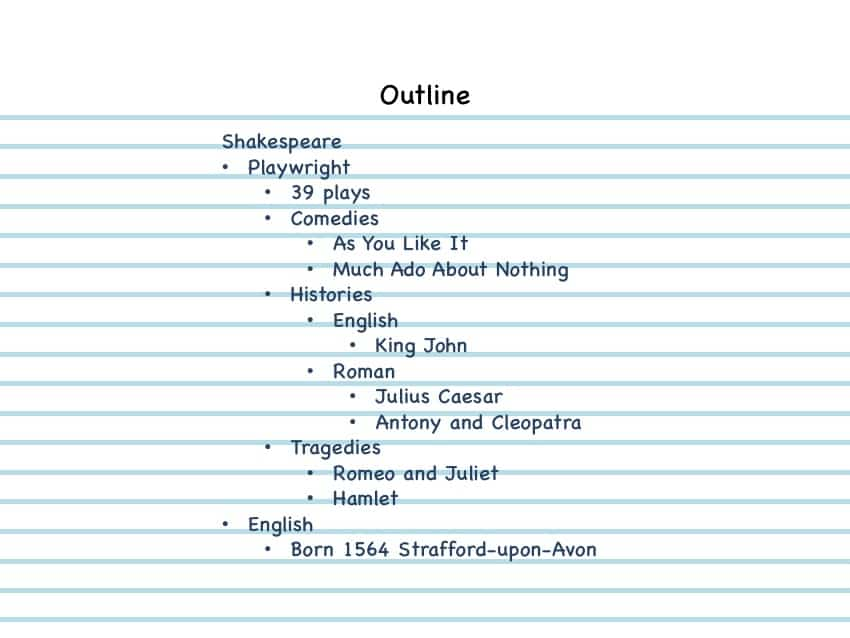 Outline
Shakespeare
• Playwright
• 39 plays
• Comedies
• As You Like It
• Much Ado About Nothing
• Histories
• English
• King John
• Roman
• Julius Caesar
• Antony and Cleopatra
• Tragedies
• Romeo and Juliet
• Hamlet
• English
• Born 1564 Strafford-upon-Avon